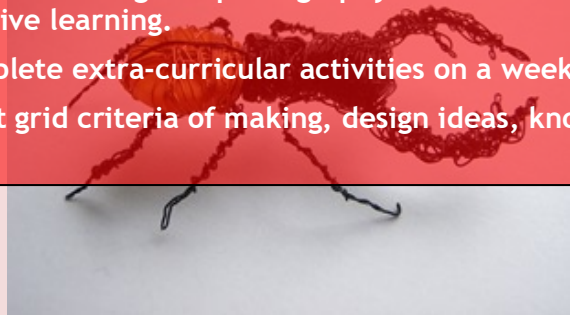 ive learning.
plete extra-curricular activities on a week
t grid criteria of making, design ideas, kno